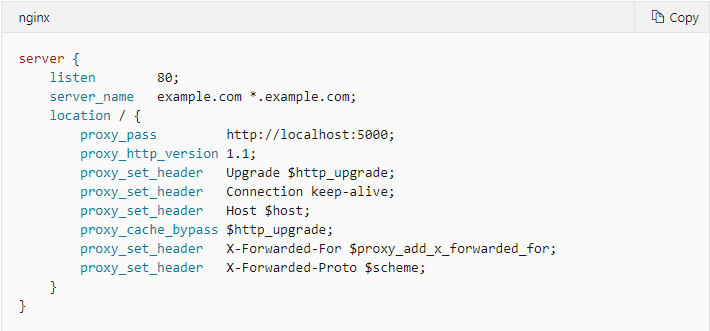 nginx
Copy
server {
    listen        80;
    server_name   example.com *.example.com;
    location / {
        proxy_pass         http://localhost:5000;
        proxy_http_version 1.1;
        proxy_set_header   Upgrade $http_upgrade;
        proxy_set_header   Connection keep-alive;
        proxy_set_header   Host $host;
        proxy_cache_bypass $http_upgrade;
        proxy_set_header   X-Forwarded-For $proxy_add_x_forwarded_for;
        proxy_set_header   X-Forwarded-Proto $scheme;
    }
}